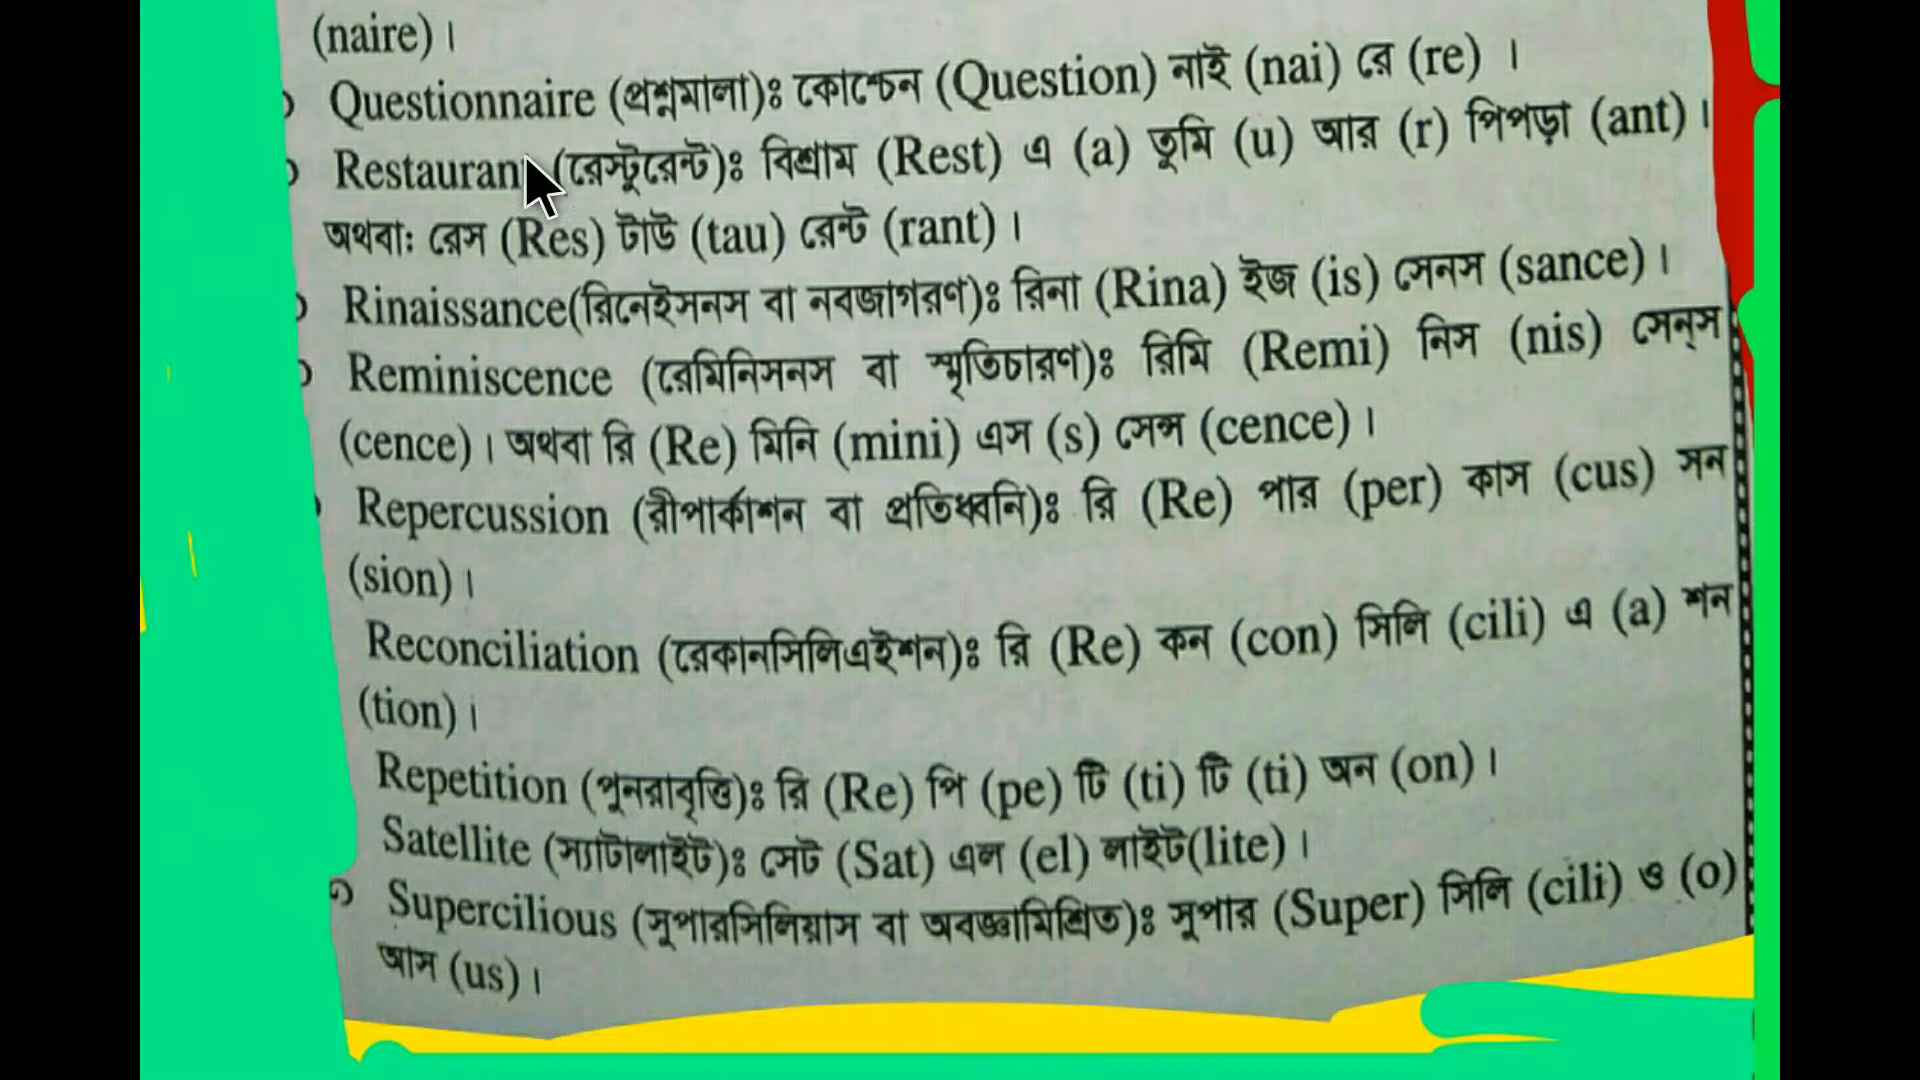 (naire)।
Questionnaire (প্রশ্নমালা)ঃ কোশ্চেন (Question) নাই (nai) রে (re) ।
Restaurant (রেস্টুরেন্ট)ঃ বিশ্রাম (Rest) এ (a) তুমি (u) আর (r) পিপড়া (ant)।
অথবাঃ রেস (Res) টাউ (tau) রেন্ট (rant)।
Rinaissance(রিনেইসনস বা নবজাগরণ)ঃ রিনা (Rina) ইজ (is) সেনস (sance)।
Reminiscence (রেমিনিসনস বা স্মৃতিচারণ)ঃ রিমি (Remi) নিস (nis) সেন্‌স
(cence)। অথবা রি (Re) মিনি (mini) এস (s) সেন্স (cence)।
Repercussion (রীপার্কাশন বা প্রতিধ্বনি)ঃ রি (Re) পার (per) কাস (cus) সন
(sion)।
Reconciliation (রেকানসিলিএইশন)ঃ রি (Re) কন (con) সিলি (cili) এ (a) শন
(tion)।
Repetition (পুনরাবৃত্তি)ঃ রি (Re) পি (pe) টি (ti) টি (ti) অন (on)।
Satellite (স্যাটালাইট)ঃ সেট (Sat) এল (el) লাইট(lite)।
Supercilious (সুপারসিলিয়াস বা অবজ্ঞামিশ্রিত)ঃ সুপার (Super) সিলি (cili) ও (o)
আস (us)।